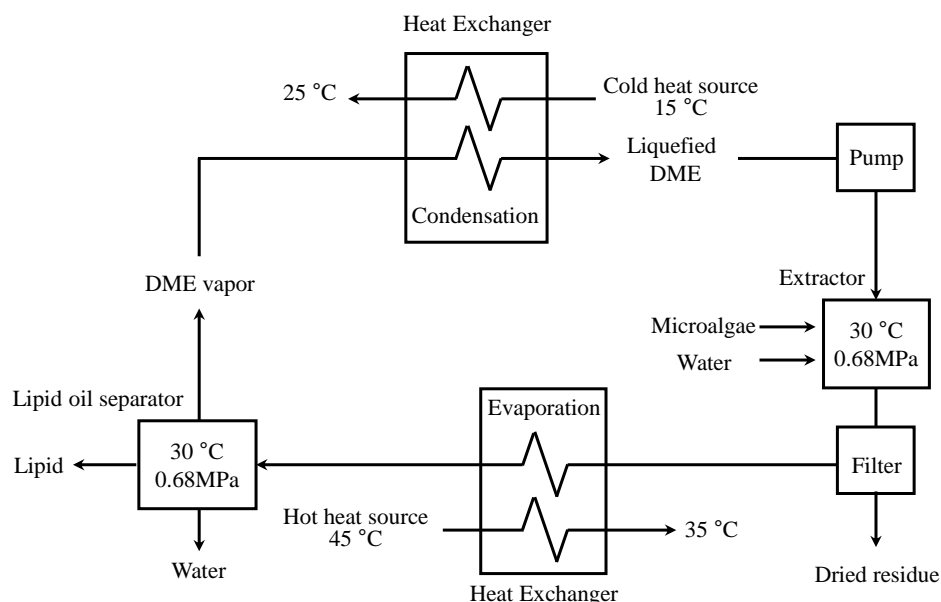 Heat Exchanger
25 °C
Cold heat source
15 °C
Liquefied
DME
Pump
Condensation
DME vapor
Extractor
Microalgae
Water
30 °C
0.68MPa
Lipid oil separator
Evaporation
30 °C
0.68MPa
Lipid
Filter
Hot heat source
45 °C
35 °C
Water
Dried residue
Heat Exchanger